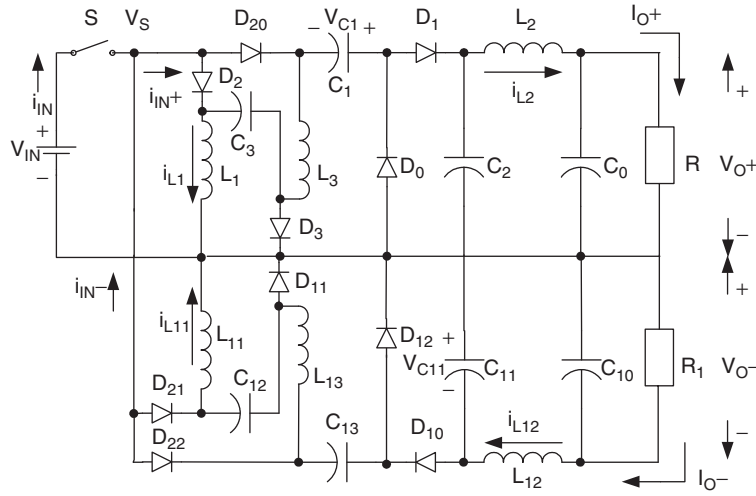 S V_S D_20 V_C1 D_1 L_2 I_O+
− +
i_IN i_IN+ D_2 C_1 i_L2 +
+ C_3
V_IN
− i_L1 L_1 L_3 D_0 C_2 C_0 R V_O+
D_3 −
i_IN− D_11 +
i_L11 L_11 D_12 +
V_C11 C_11 C_10 R_1 V_O−
D_21 C_12 L_13 −
D_22 C_13 D_10 i_L12 −
L_12 I_O−